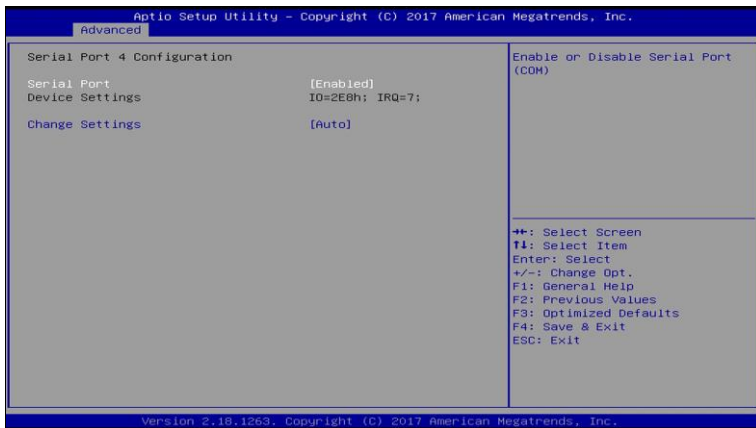 Aptio Setup Utility – Copyright (C) 2017 American Megatrends, Inc.
Advanced
Serial Port 4 Configuration
Serial Port [Enabled]
Device Settings IO=2E8h; IRQ=7;
Change Settings [Auto]
Enable or Disable Serial Port
(COM)
→←: Select Screen
↑↓: Select Item
Enter: Select
+/-: Change Opt.
F1: General Help
F2: Previous Values
F3: Optimized Defaults
F4: Save & Exit
ESC: Exit
Version 2.18.1263. Copyright (C) 2017 American Megatrends, Inc.